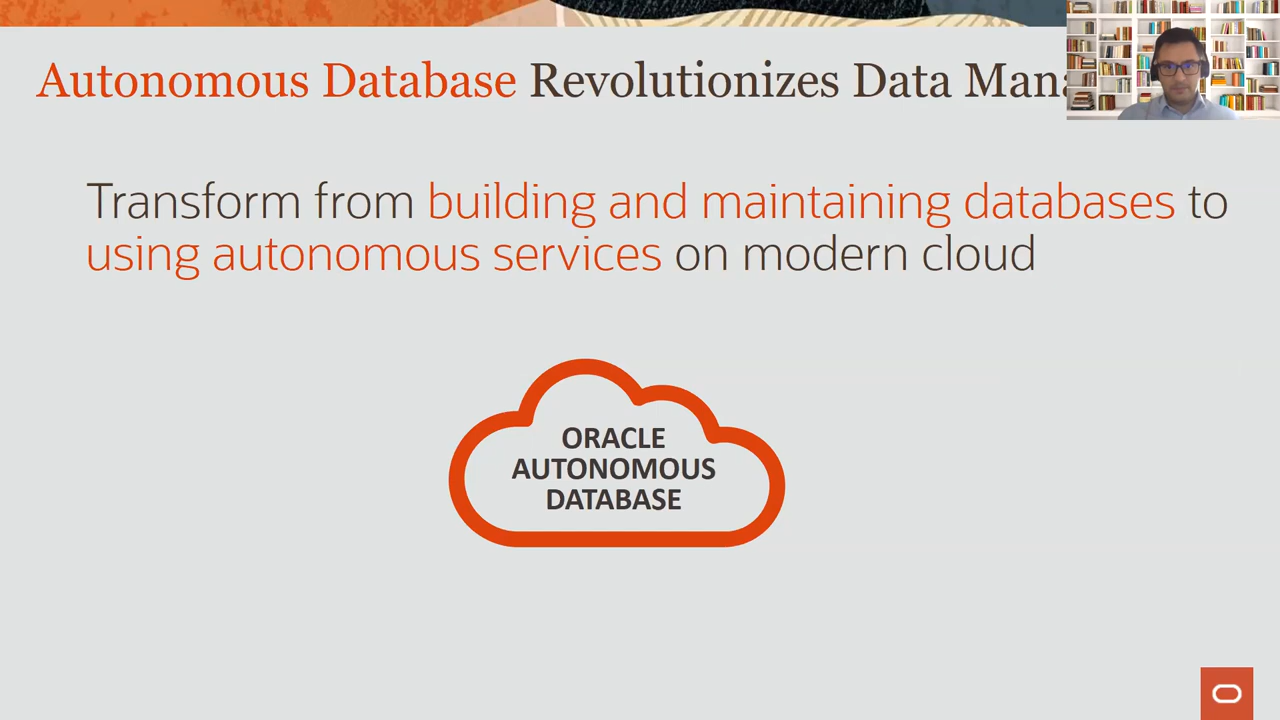 Autonomous Database Revolutionizes Data Mana
Transform from building and maintaining databases to
using autonomous services on modern cloud
ORACLE
AUTONOMOUS
DATABASE